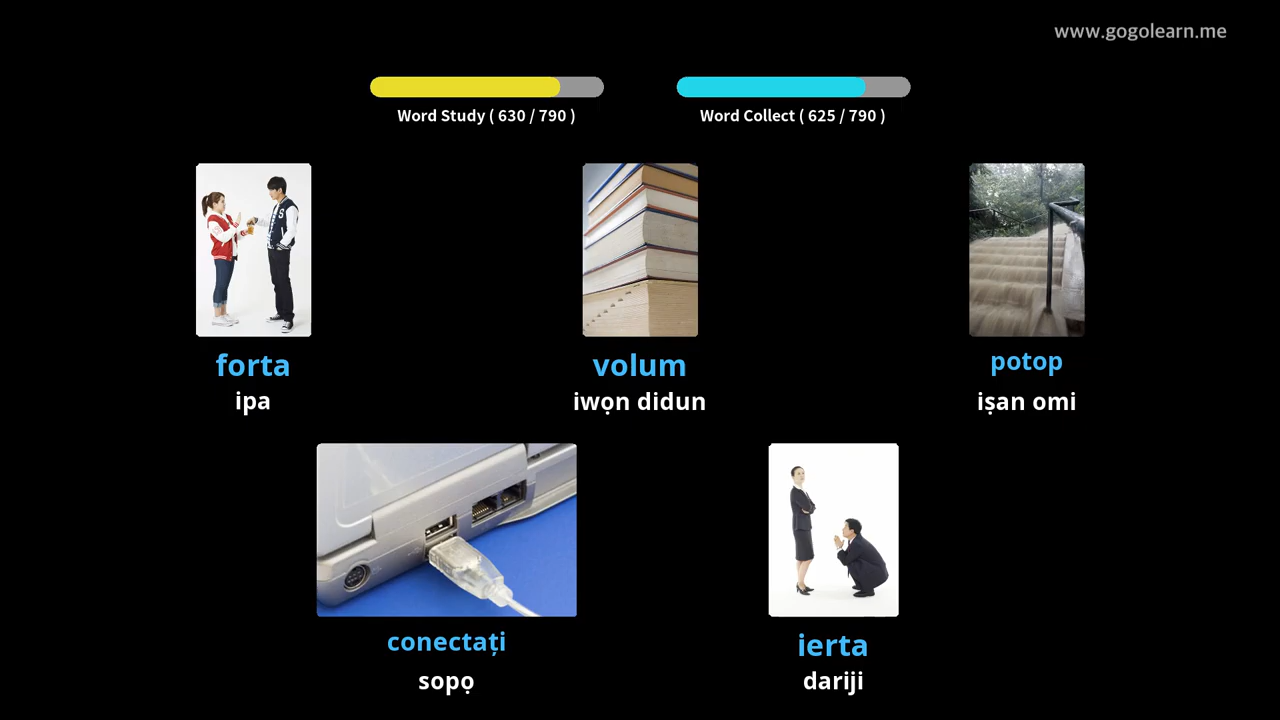 www.gogolearn.me
Word Study ( 630 / 790 )
Word Collect ( 625 / 790 )
forta
ipa
volum
iwọn didun
potop
iṣan omi
conectați
sopọ
ierta
dariji